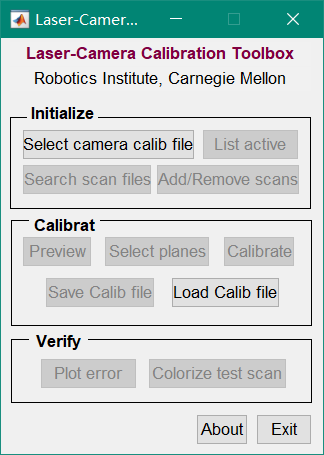 Laser-Camer...
Laser-Camera Calibration Toolbox
Robotics Institute, Carnegie Mellon
Initialize
Select camera calib file List active
Search scan files Add/Remove scans
Calibrat
Preview Select planes Calibrate
Save Calib file Load Calib file
Verify
Plot error Colorize test scan
About Exit